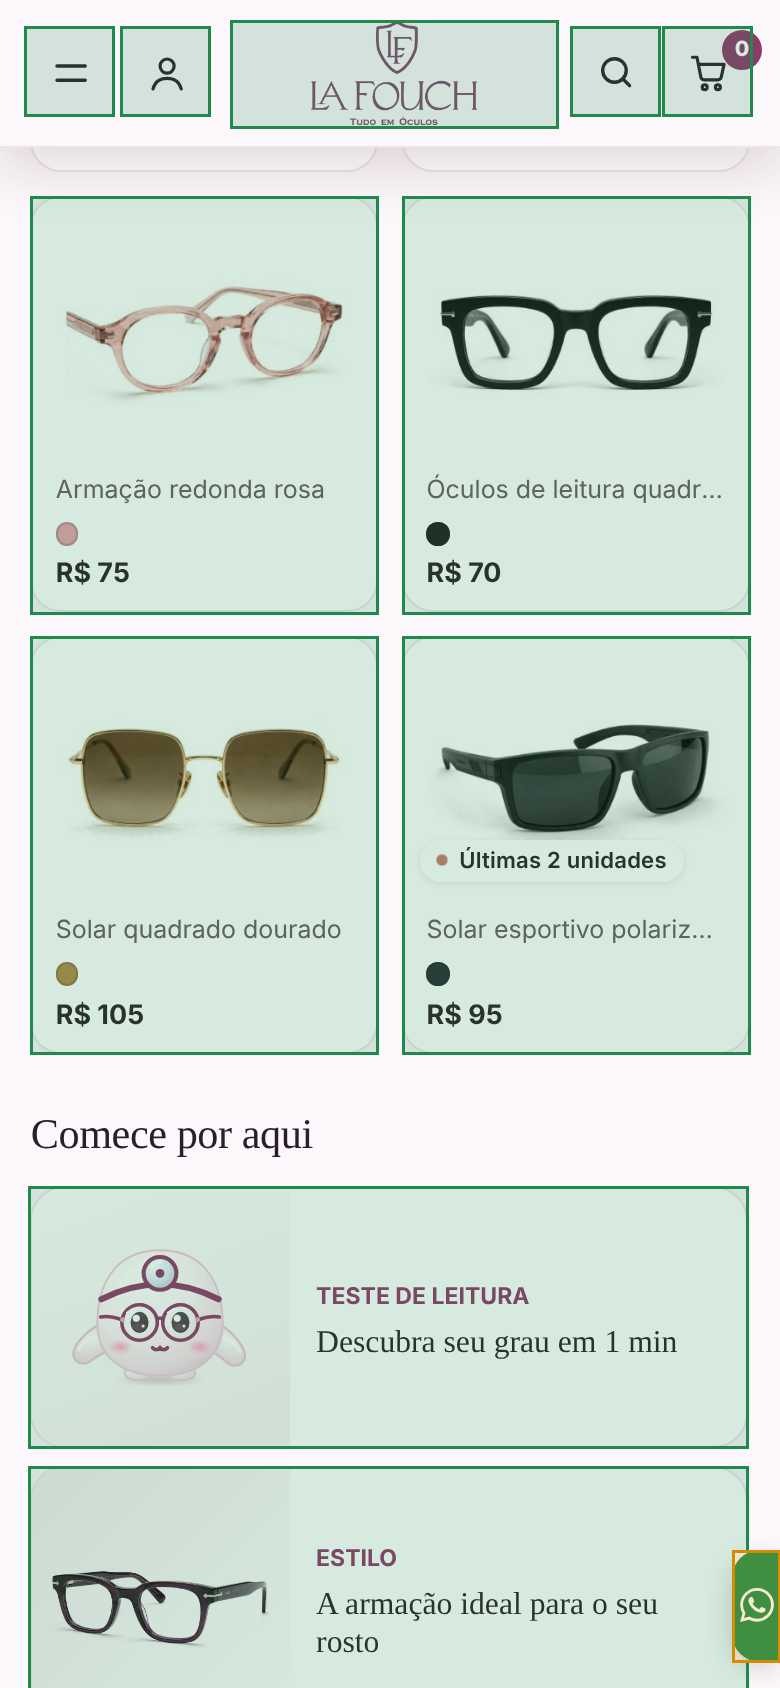 0
LF
LA FOUCH
TUDO EM ÓCULOS
Armação redonda rosa
R$ 75
Óculos de leitura quadr...
R$ 70
Últimas 2 unidades
Solar quadrado dourado
R$ 105
Solar esportivo polariz...
R$ 95
Comece por aqui
TESTE DE LEITURA
Descubra seu grau em 1 min
ESTILO
A armação ideal para o seu
rosto